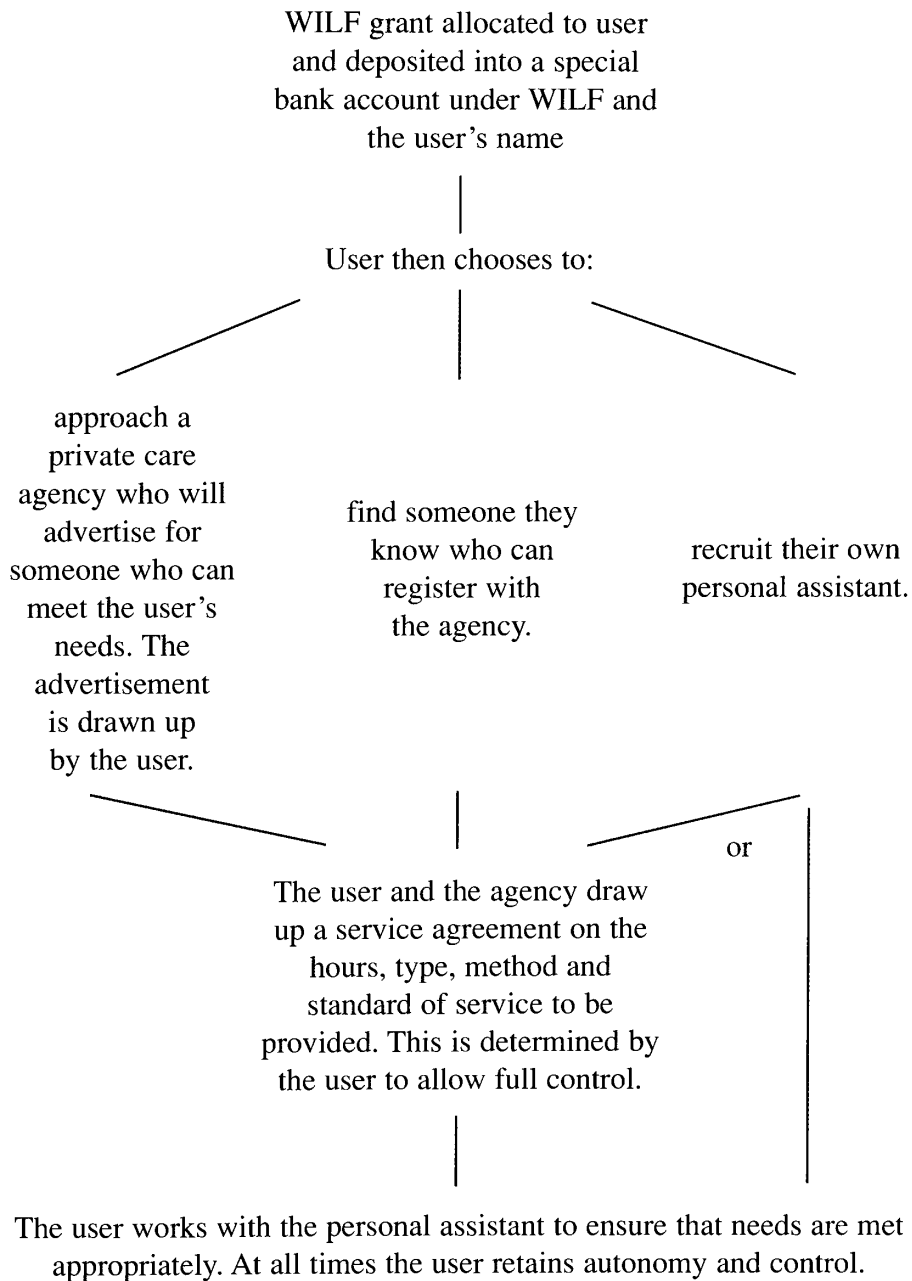 WILF grant allocated to user
and deposited into a special
bank account under WILF and
the user's name
User then chooses to:
approach a
private care
agency who will
advertise for
someone who can
meet the user's
needs. The
advertisement
is drawn up
by the user.
find someone they
know who can
register with
the agency.
recruit their own
personal assistant.
or
The user and the agency draw
up a service agreement on the
hours, type, method and
standard of service to be
provided. This is determined by
the user to allow full control.
The user works with the personal assistant to ensure that needs are met
appropriately. At all times the user retains autonomy and control.